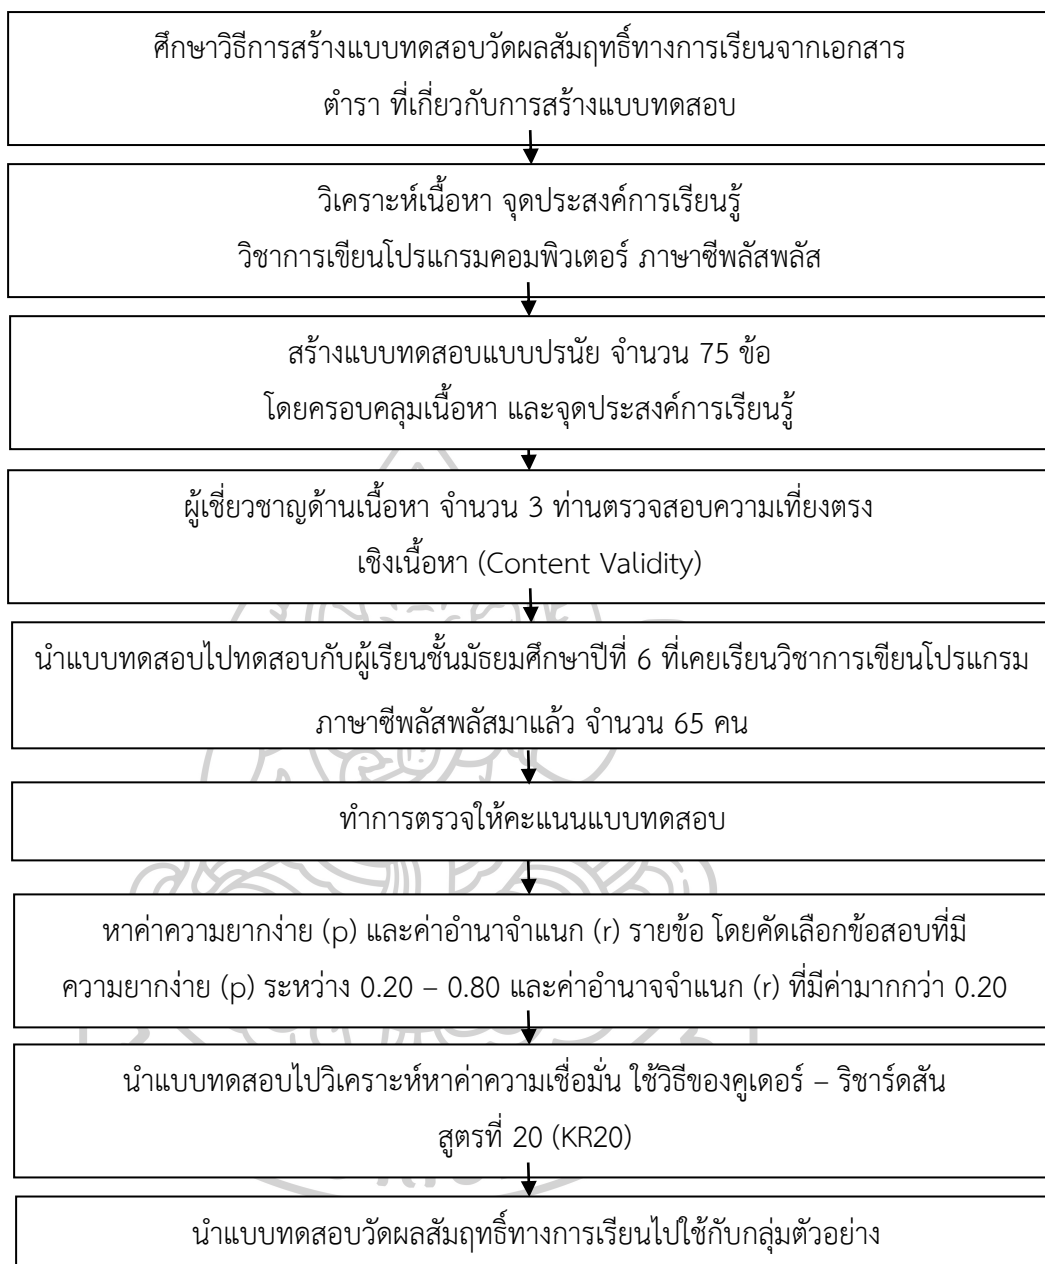 ศึกษาวิธีการสร้างแบบทดสอบวัดผลสัมฤทธิ์ทางการเรียนจากเอกสาร
ตำรา ที่เกี่ยวกับการสร้างแบบทดสอบ
วิเคราะห์เนื้อหา จุดประสงค์การเรียนรู้
วิชาการเขียนโปรแกรมคอมพิวเตอร์ ภาษาซีพลัสพลัส
สร้างแบบทดสอบแบบปรนัย จำนวน 75 ข้อ
โดยครอบคลุมเนื้อหา และจุดประสงค์การเรียนรู้
ผู้เชี่ยวชาญด้านเนื้อหา จำนวน 3 ท่านตรวจสอบความเที่ยงตรง
เชิงเนื้อหา (Content Validity)
นำแบบทดสอบไปทดสอบกับผู้เรียนชั้นมัธยมศึกษาปีที่ 6 ที่เคยเรียนวิชาการเขียนโปรแกรม
ภาษาซีพลัสพลัสมาแล้ว จำนวน 65 คน
ทำการตรวจให้คะแนนแบบทดสอบ
หาค่าความยากง่าย (p) และค่าอำนาจำแนก (r) รายข้อ โดยคัดเลือกข้อสอบที่มี
ความยากง่าย (p) ระหว่าง 0.20 – 0.80 และค่าอำนาจจำแนก (r) ที่มีค่ามากกว่า 0.20
นำแบบทดสอบไปวิเคราะห์หาค่าความเชื่อมั่น ใช้วิธีของคูเดอร์ – ริชาร์ดสัน
สูตรที่ 20 (KR20)
นำแบบทดสอบวัดผลสัมฤทธิ์ทางการเรียนไปใช้กับกลุ่มตัวอย่าง